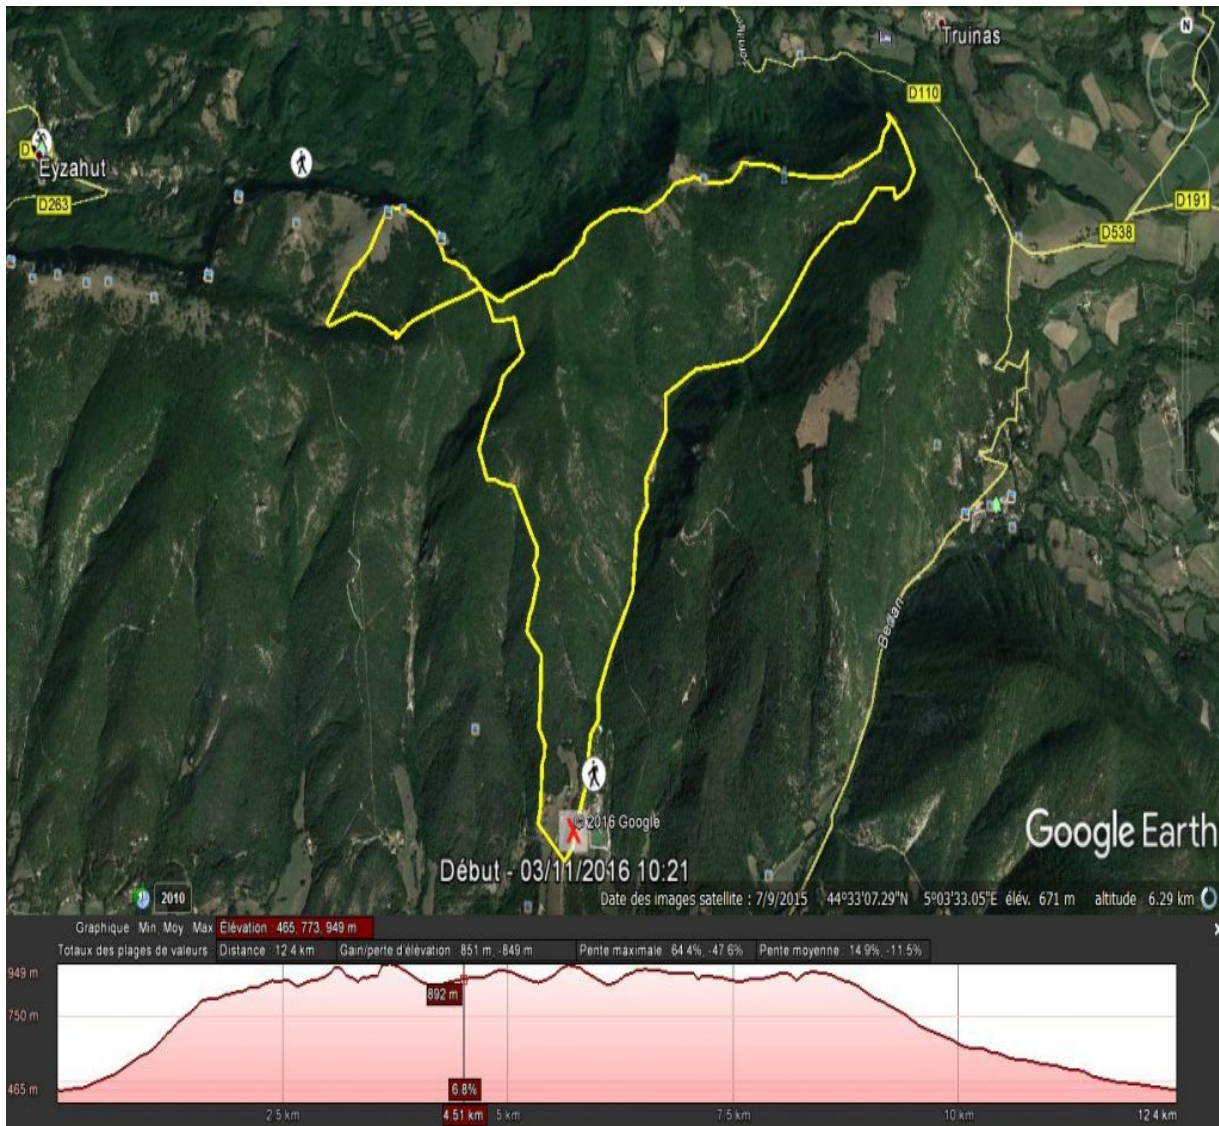 N
Truinas
D110
Eyzahut
D263
D191
D538
Bedian
© 2016 Google
Google Earth
Début - 03/11/2016 10:21
2010
Date des images satellite : 7/9/2015 44°33'07.29"N 5°03'33.05"E élév. 671 m altitude 6.29 km
Graphique Min, Moy, Max Élévation : 465, 773, 949 m
Totaux des plages de valeurs Distance : 12.4 km Gain/perte d'élévation : 851 m, -849 m Pente maximale : 64.4%, -47.6% Pente moyenne : 14.9%, -11.5%
949 m
892 m
750 m
465 m
6.8%
2.5 km 4.51 km 5 km 7.5 km 10 km 12.4 km